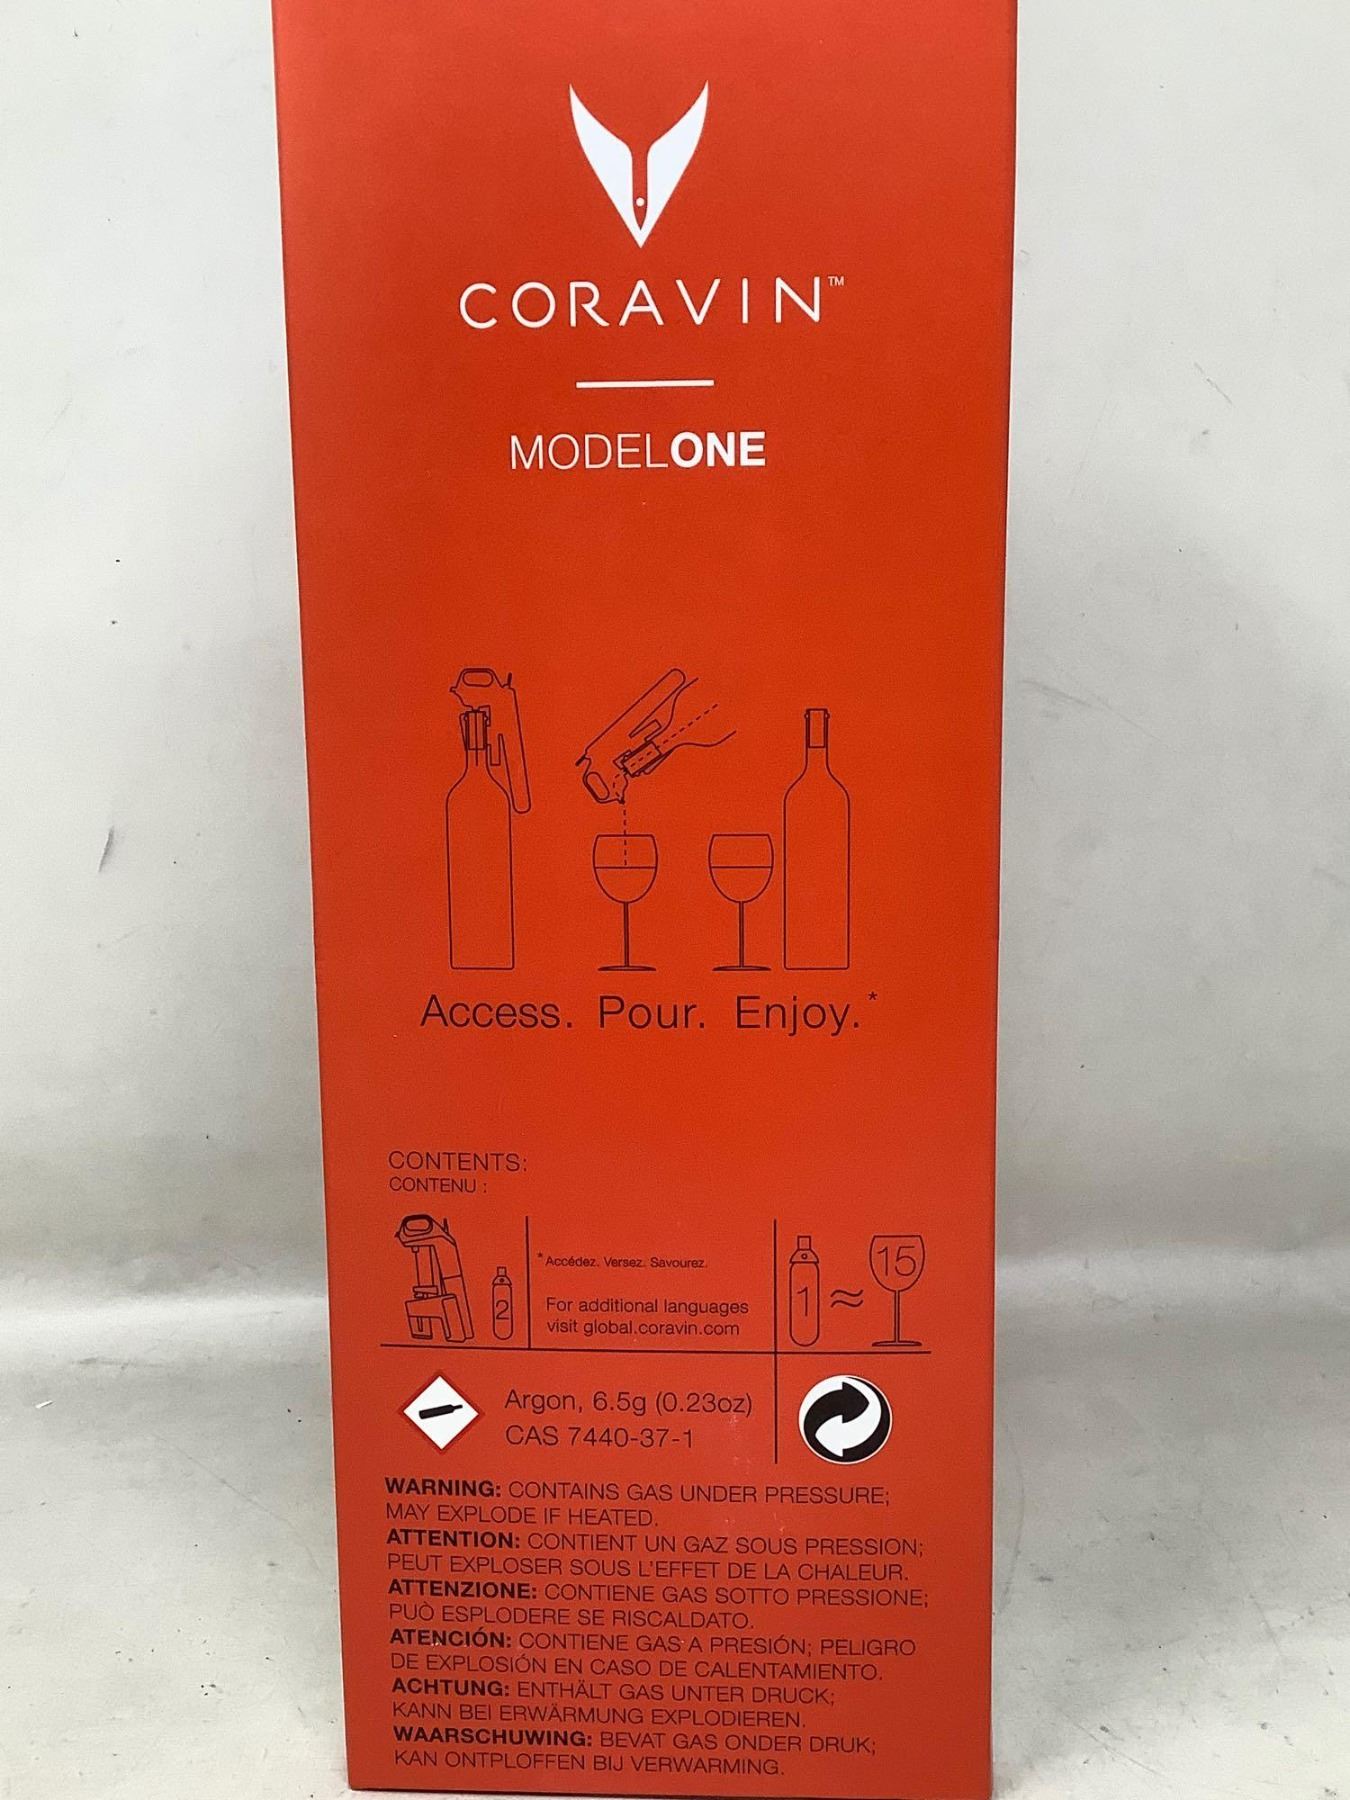 CORAVIN™
MODELONE
Access. Pour. Enjoy.*
CONTENTS:
CONTENU :
2
*Accédez. Versez. Savourez.
For additional languages
visit global.coravin.com
1 ≈ 15
Argon, 6.5g (0.23oz)
CAS 7440-37-1
WARNING: CONTAINS GAS UNDER PRESSURE;
MAY EXPLODE IF HEATED.
ATTENTION: CONTIENT UN GAZ SOUS PRESSION;
PEUT EXPLOSER SOUS L'EFFET DE LA CHALEUR.
ATTENZIONE: CONTIENE GAS SOTTO PRESSIONE;
PUÒ ESPLODERE SE RISCALDATO.
ATENCIÓN: CONTIENE GAS A PRESIÓN; PELIGRO
DE EXPLOSIÓN EN CASO DE CALENTAMIENTO.
ACHTUNG: ENTHÄLT GAS UNTER DRUCK;
KANN BEI ERWÄRMUNG EXPLODIEREN.
WAARSCHUWING: BEVAT GAS ONDER DRUK;
KAN ONTPLOFFEN BIJ VERWARMING.